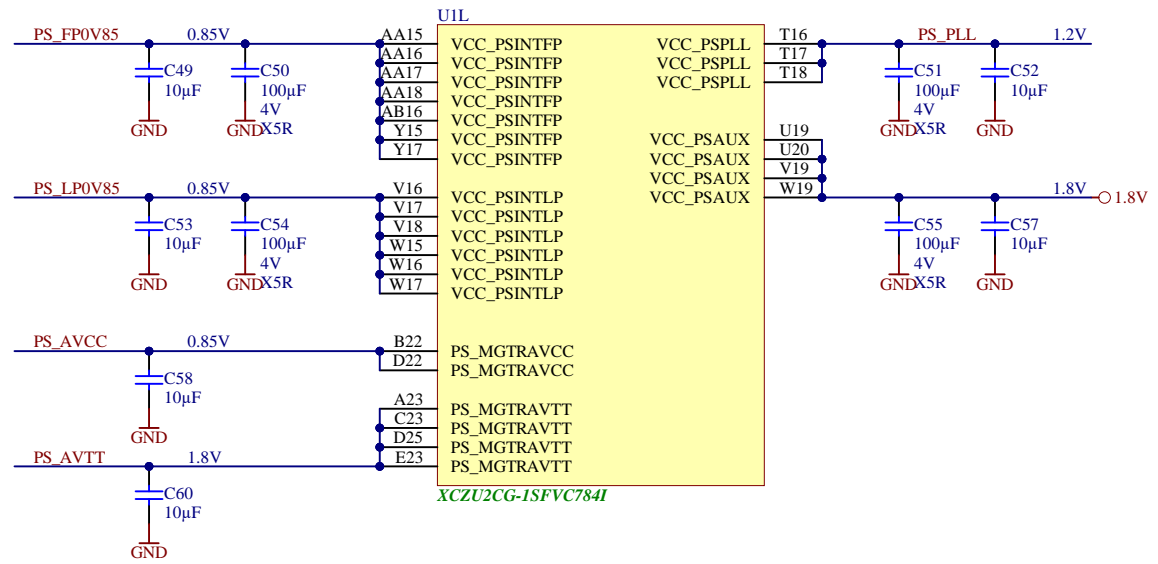 U1L
PS_FP0V85 0.85V AA15 VCC_PSINTFP VCC_PSPLL T16 PS_PLL 1.2V
AA16 VCC_PSINTFP VCC_PSPLL T17
AA17 VCC_PSINTFP VCC_PSPLL T18
AA18 VCC_PSINTFP
AB16 VCC_PSINTFP
Y15 VCC_PSINTFP VCC_PSAUX U19
Y17 VCC_PSINTFP VCC_PSAUX U20
VCC_PSAUX V19
VCC_PSAUX W19 1.8V 1.8V
C49 C50 C51 C52
10µF 100µF 100µF 10µF
4V 4V
X5R X5R
GND GND GND GND
PS_LP0V85 0.85V V16 VCC_PSINTLP
V17 VCC_PSINTLP
V18 VCC_PSINTLP
W15 VCC_PSINTLP
W16 VCC_PSINTLP
W17 VCC_PSINTLP
C53 C54 C55 C57
10µF 100µF 100µF 10µF
4V 4V
GND GND X5R GND X5R GND
PS_AVCC 0.85V B22 PS_MGTRAVCC
D22 PS_MGTRAVCC
C58
10µF
GND
A23 PS_MGTRAVTT
C23 PS_MGTRAVTT
D25 PS_MGTRAVTT
PS_AVTT 1.8V E23 PS_MGTRAVTT
C60
10µF
GND
XCZU2CG-1SFVC784I